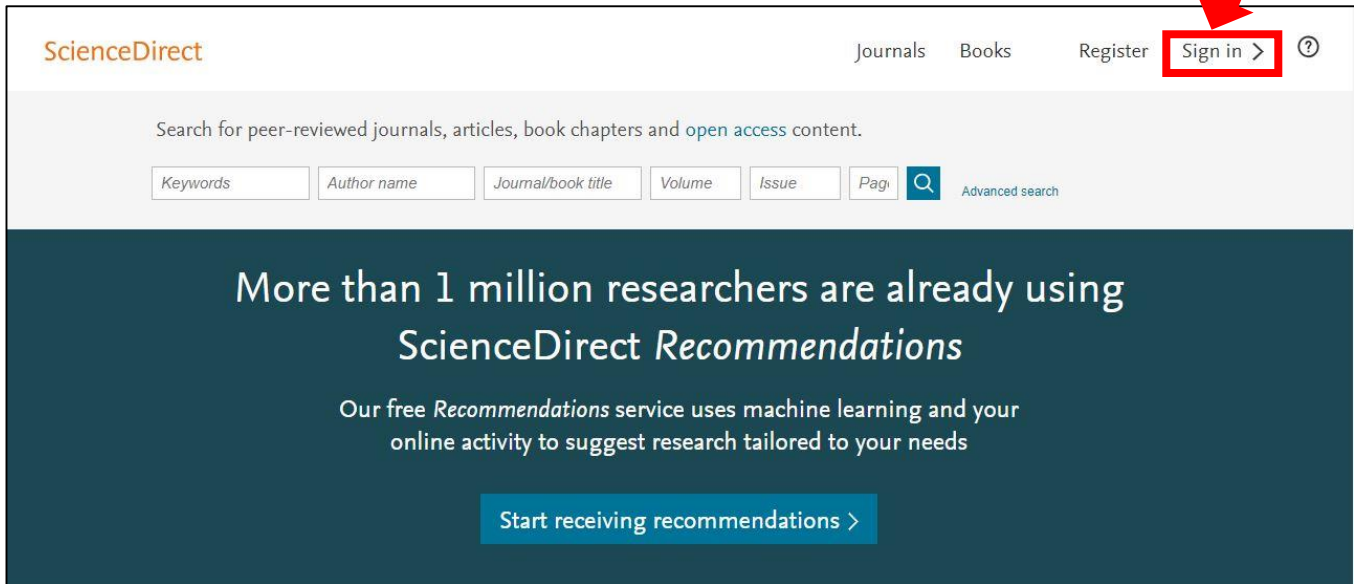 ScienceDirect
Journals Books Register Sign in >
Search for peer-reviewed journals, articles, book chapters and open access content.
Keywords Author name Journal/book title Volume Issue Advanced search
More than 1 million researchers are already using
ScienceDirect Recommendations
Our free Recommendations service uses machine learning and your
online activity to suggest research tailored to your needs
Start receiving recommendations >